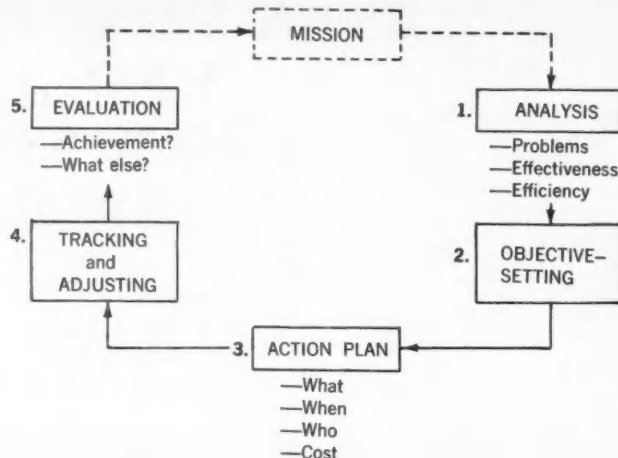 MISSION
1. ANALYSIS
—Problems
—Effectiveness
—Efficiency
2. OBJECTIVE–
SETTING
3. ACTION PLAN
—What
—When
—Who
—Cost
4. TRACKING
and
ADJUSTING
5. EVALUATION
—Achievement?
—What else?